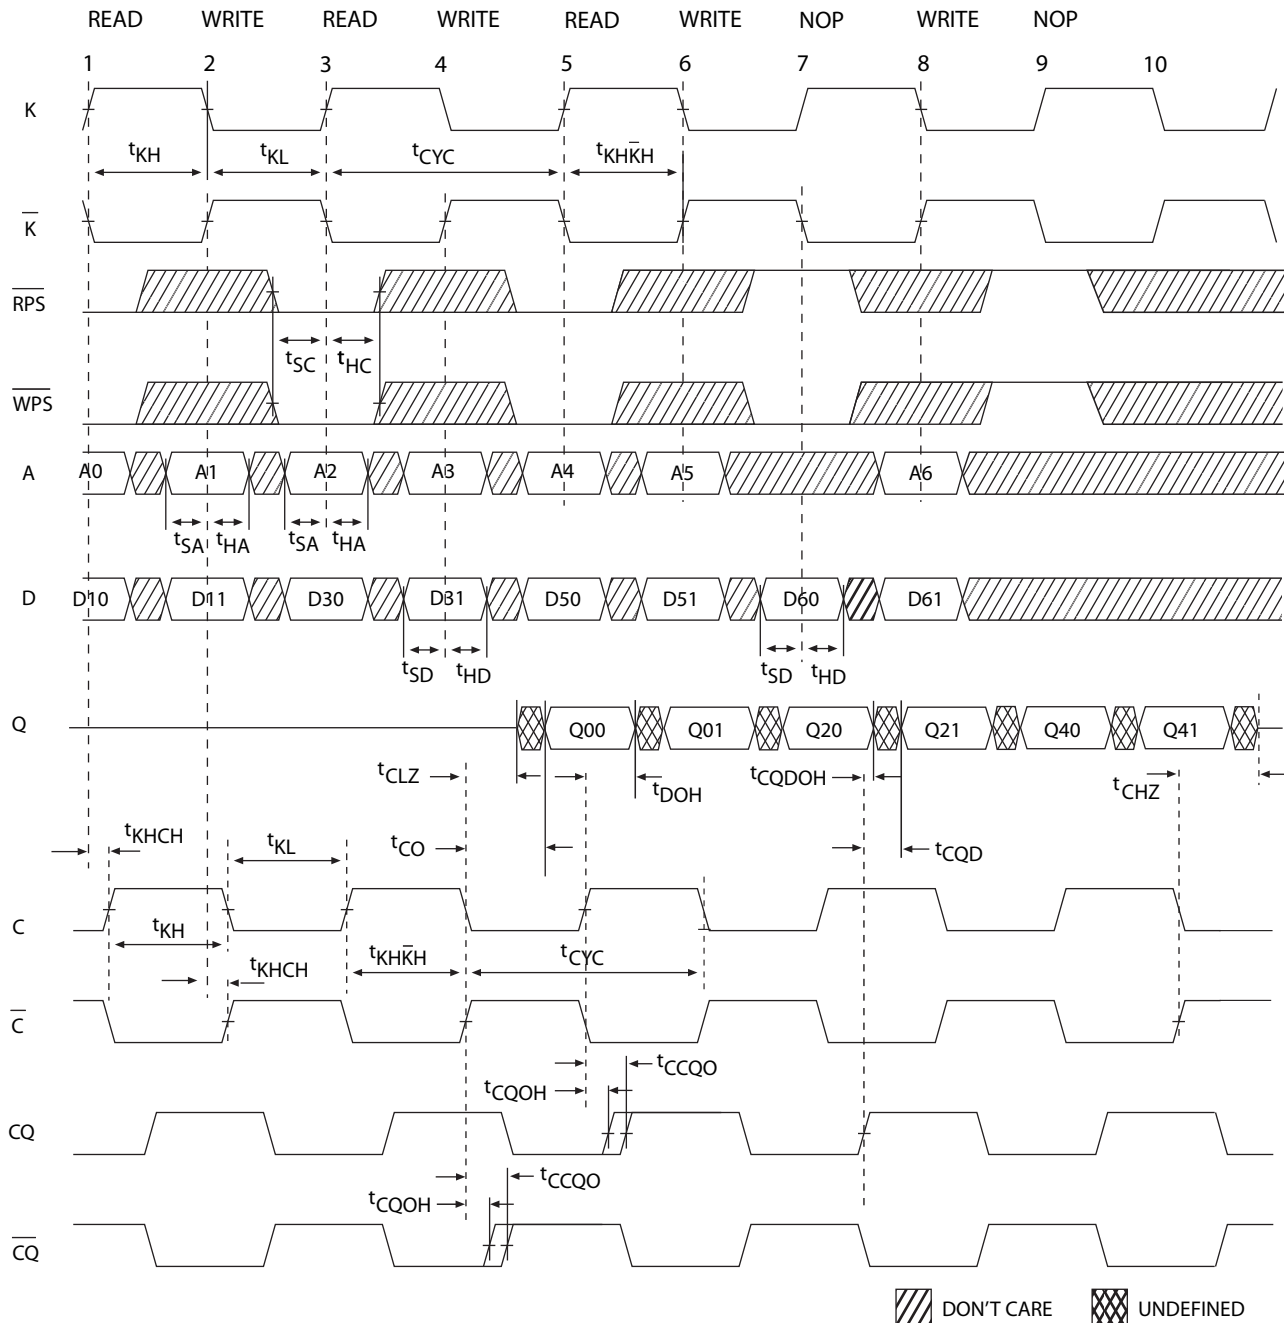 READ WRITE READ WRITE READ WRITE NOP WRITE NOP
1 2 3 4 5 6 7 8 9 10
K
tKH tKL tCYC tKHK̅H
K̅
R̅P̅S̅
tSC tHC
W̅P̅S̅
A A0 A1 A2 A3 A4 A5 A6
tSA tHA tSA tHA
D D10 D11 D30 D31 D50 D51 D60 D61
tSD tHD tSD tHD
Q Q00 Q01 Q20 Q21 Q40 Q41
tCLZ tDOH tCQDOH tCHZ
tKHCH tKL tCO tCQD
C
tKH tKHK̅H tCYC
tKHCH
C̅
tCCQO
tCQOH
CQ
tCCQO
tCQOH
C̅Q̅
DON'T CARE UNDEFINED